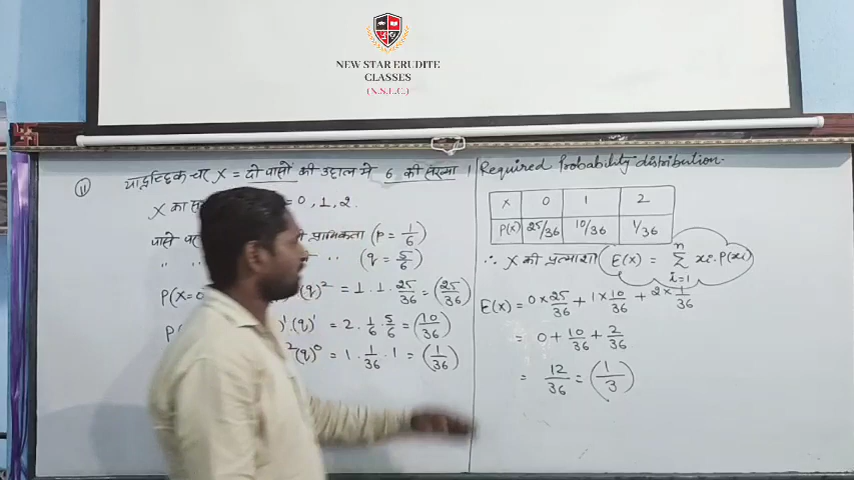 NEW STAR ERUDITE
CLASSES
(N.S.E.C.)
11
यादृच्छिक चर X = दो पासों की उछाल में 6 की संख्या।
X का = 0, 1, 2.
पासे प्रायिकता (p = 1/6)
" " " " (q = 5/6)
P(X=0 (q)² = 1 · 1 · 25/36 = (25/36)
P( )¹·(q)¹ = 2 · 1/6 · 5/6 = (10/36)
²(q)⁰ = 1 · 1/36 · 1 = (1/36)
Required Probability distribution.
X 0 1 2
P(X) 25/36 10/36 1/36
∴ X की प्रत्याशा E(X) = Σ xi · P(xi)
n
i=1
E(X) = 0 × 25/36 + 1 × 10/36 + 2 × 1/36
= 0 + 10/36 + 2/36
= 12/36 = (1/3)